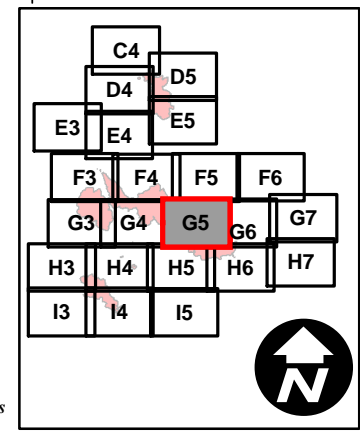 C4
D4 D5
E3 E4 E5
F3 F4 F5 F6
G3 G4 G5 G6 G7
H3 H4 H5 H6 H7
I3 I4 I5
N
s